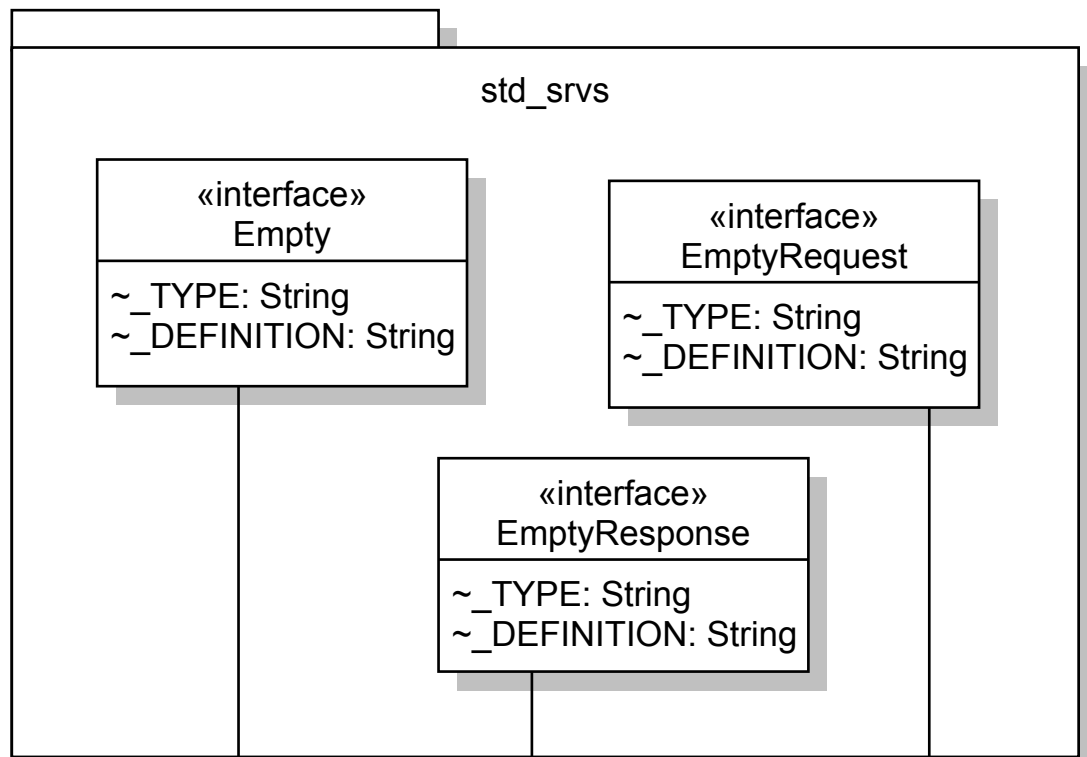 std_srvs
«interface»
Empty
~_TYPE: String
~_DEFINITION: String
«interface»
EmptyRequest
~_TYPE: String
~_DEFINITION: String
«interface»
EmptyResponse
~_TYPE: String
~_DEFINITION: String